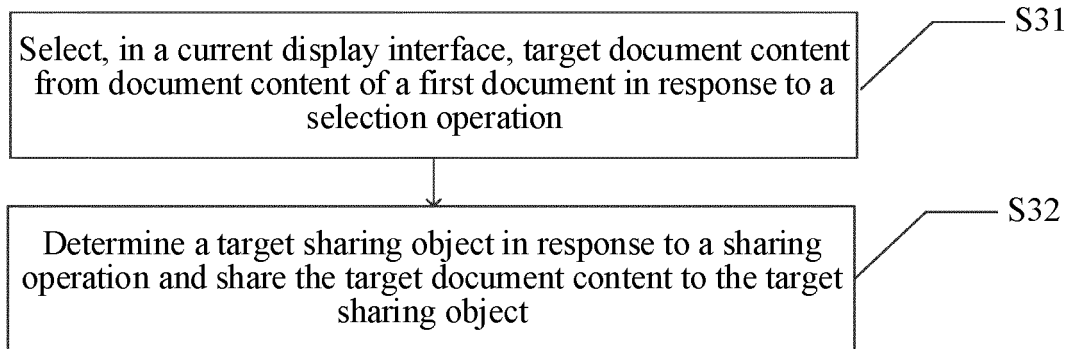 S31
Select, in a current display interface, target document content
from document content of a first document in response to a
selection operation
S32
Determine a target sharing object in response to a sharing
operation and share the target document content to the target
sharing object